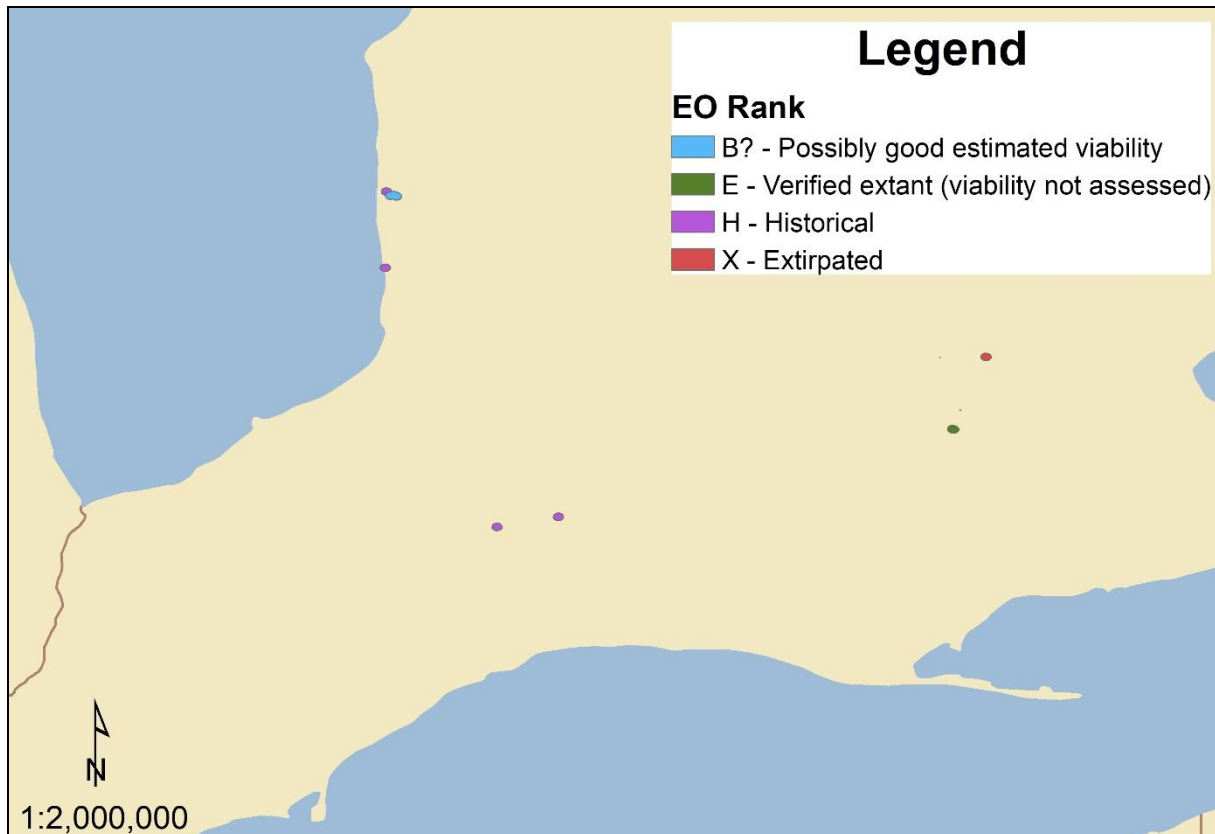 Legend
EO Rank
B? - Possibly good estimated viability
E - Verified extant (viability not assessed)
H - Historical
X - Extirpated
N
1:2,000,000